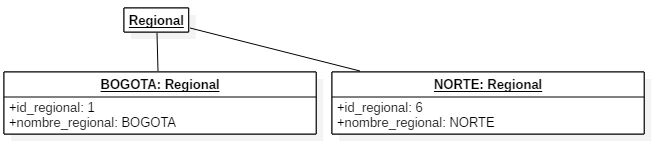 Regional
BOGOTA: Regional
+id_regional: 1
+nombre_regional: BOGOTA
NORTE: Regional
+id_regional: 6
+nombre_regional: NORTE